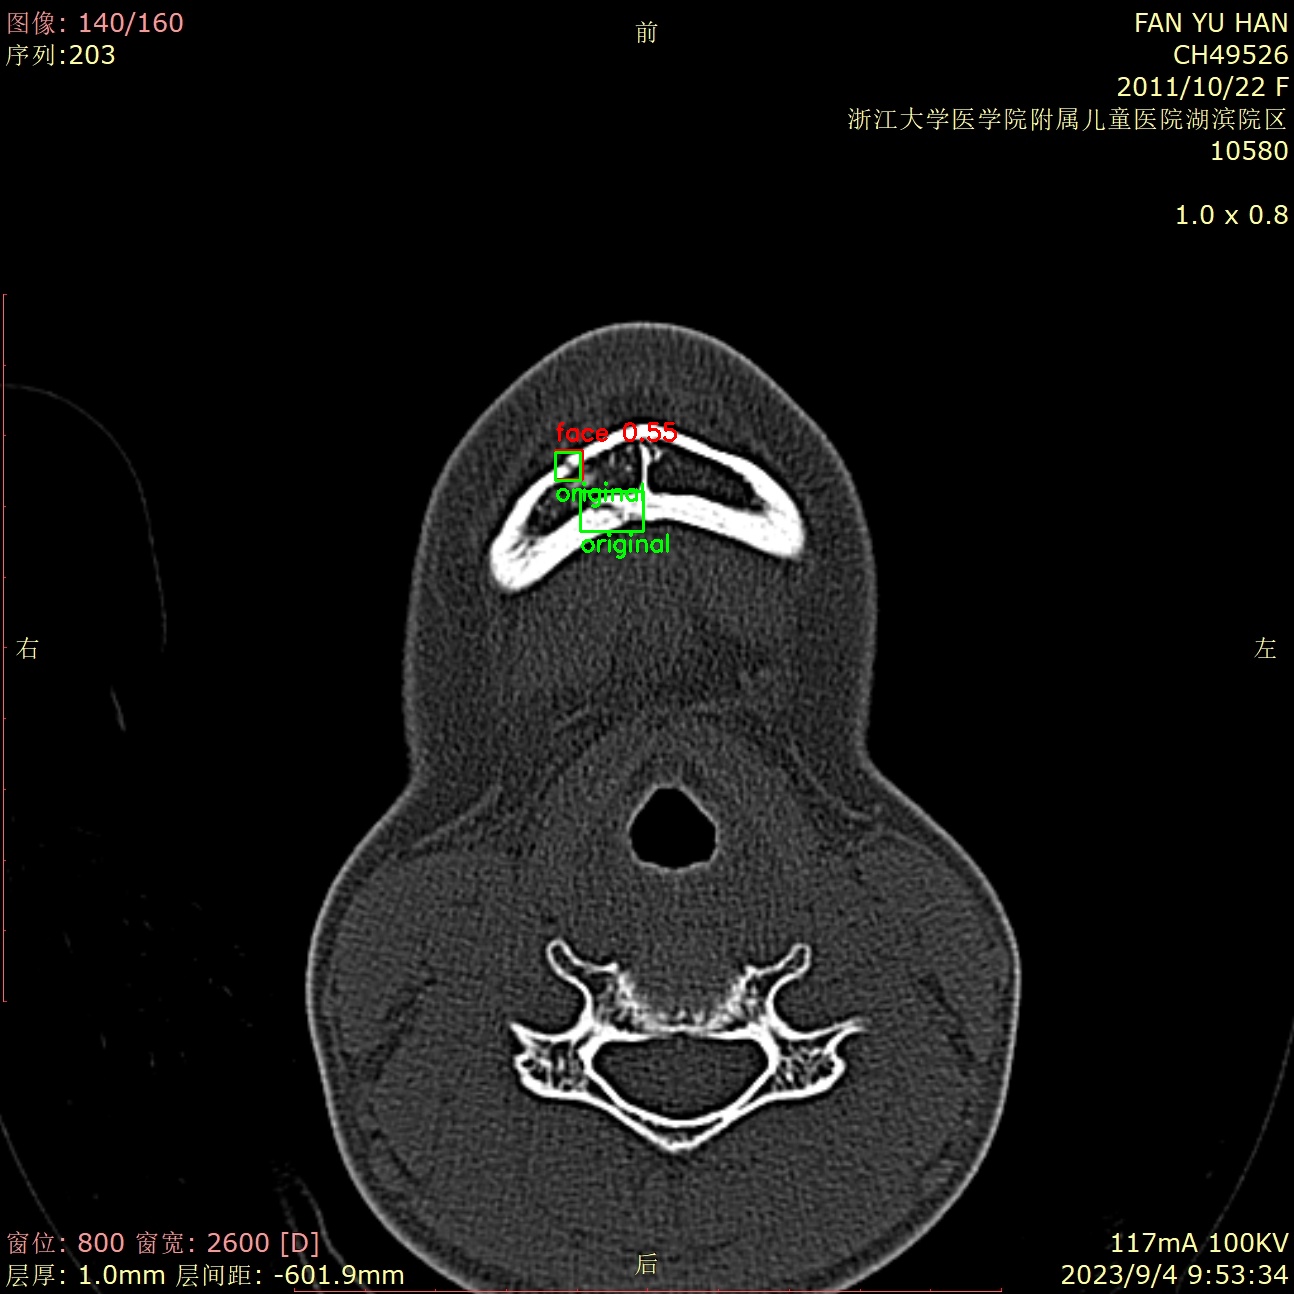 图像: 140/160
序列:203
前
FAN YU HAN
CH49526
2011/10/22 F
浙江大学医学院附属儿童医院湖滨院区
10580
1.0 x 0.8
face 0.55
original
original
右
左
窗位: 800 窗宽: 2600 [D]
层厚: 1.0mm 层间距: -601.9mm
后
117mA 100KV
2023/9/4 9:53:34